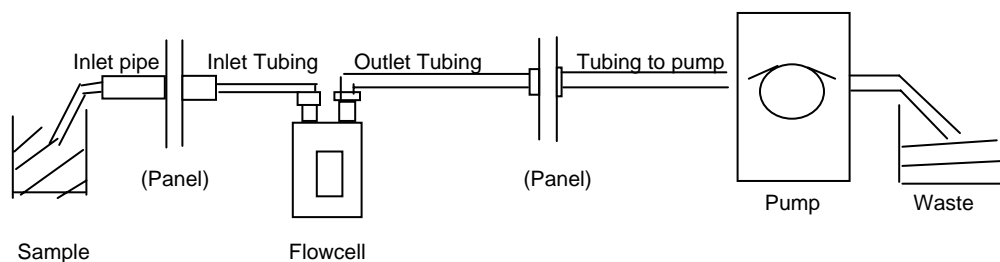 Inlet pipe Inlet Tubing Outlet Tubing Tubing to pump
(Panel) (Panel)
Pump Waste
Sample Flowcell